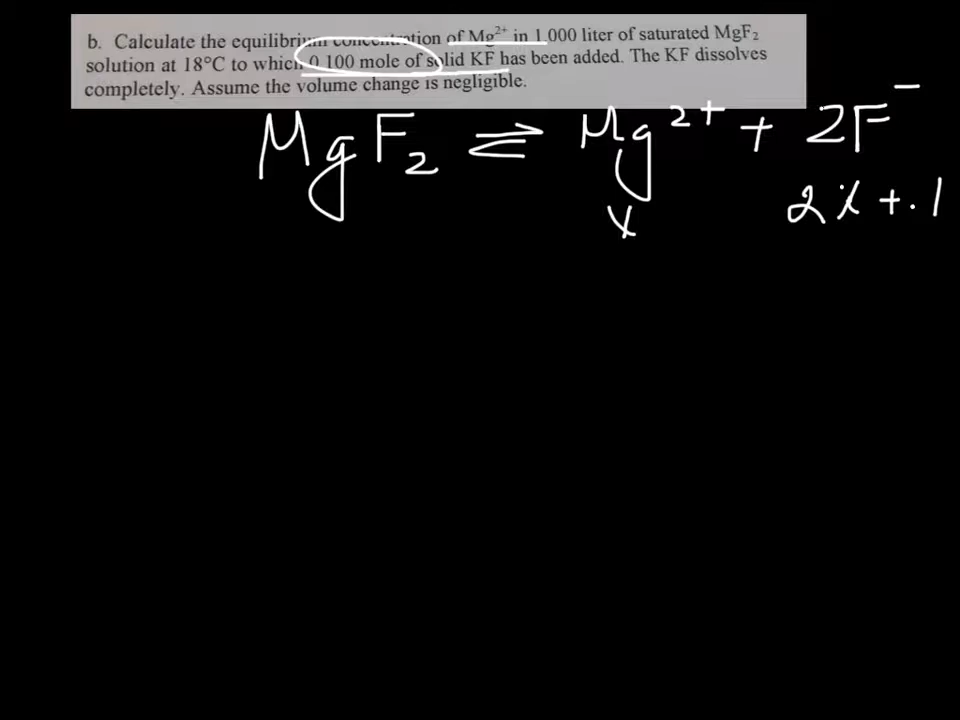 b. Calculate the equilibrium concentration of Mg²⁺ in 1.000 liter of saturated MgF₂
solution at 18°C to which 0.100 mole of solid KF has been added. The KF dissolves
completely. Assume the volume change is negligible.
MgF₂ ⇌ Mg²⁺ + 2F⁻
x 2x + .1